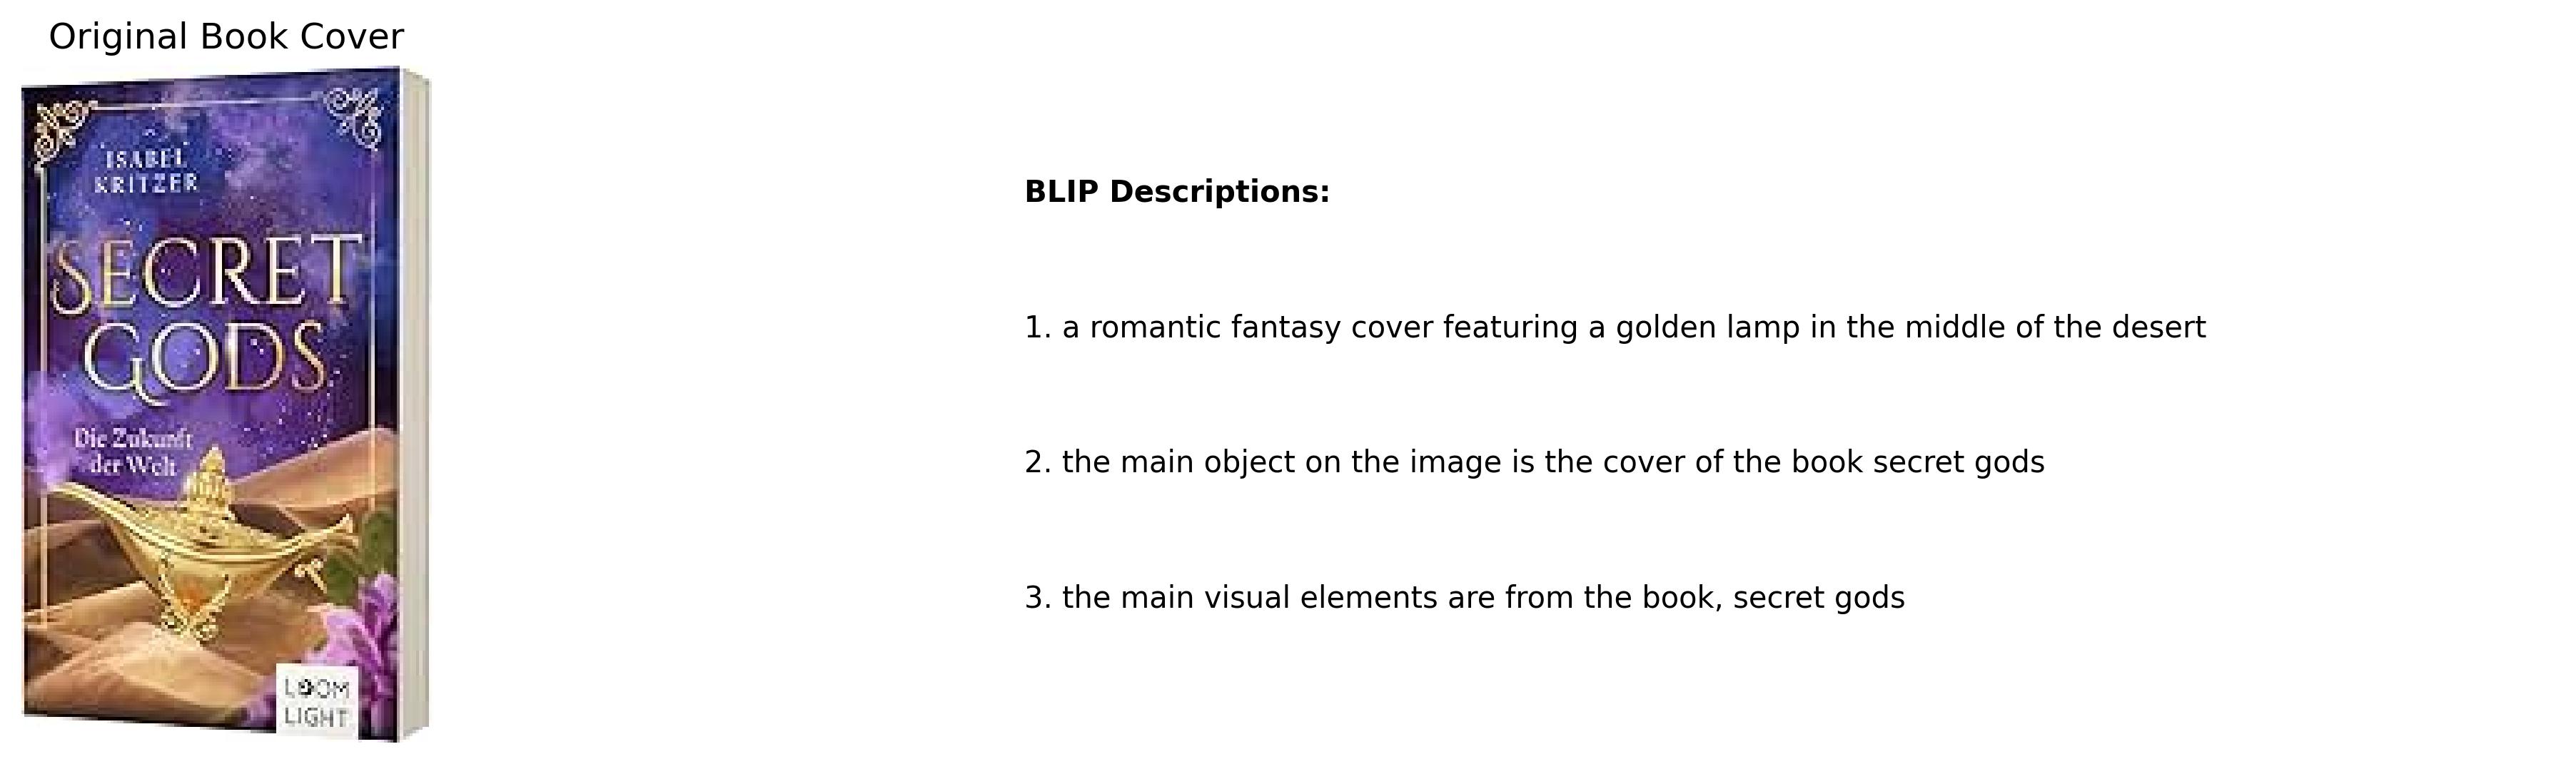 Original Book Cover
ISABEL
KRITZER
SECRET
GODS
Die Zukunft
der Welt
LOOM
LIGHT
BLIP Descriptions:
1. a romantic fantasy cover featuring a golden lamp in the middle of the desert
2. the main object on the image is the cover of the book secret gods
3. the main visual elements are from the book, secret gods